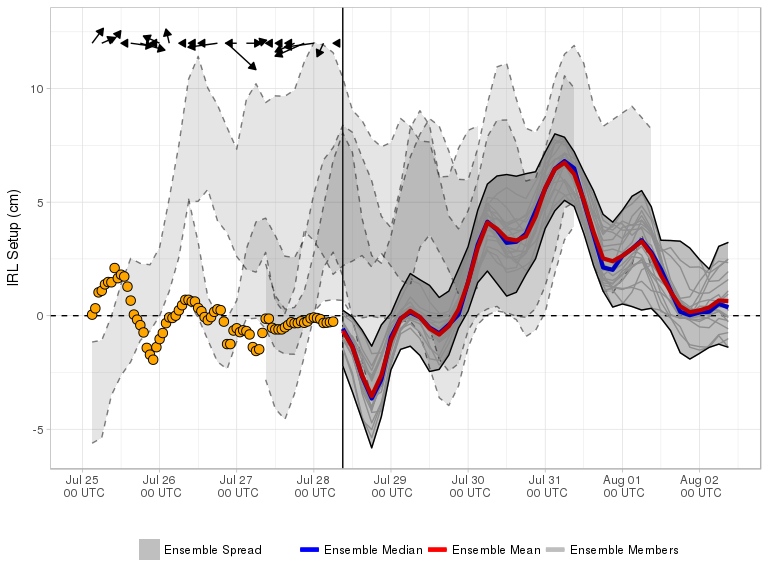 10
5
0
-5
IRL Setup (cm)
Jul 25 Jul 26 Jul 27 Jul 28 Jul 29 Jul 30 Jul 31 Aug 01 Aug 02
00 UTC 00 UTC 00 UTC 00 UTC 00 UTC 00 UTC 00 UTC 00 UTC 00 UTC
Ensemble Spread Ensemble Median Ensemble Mean Ensemble Members